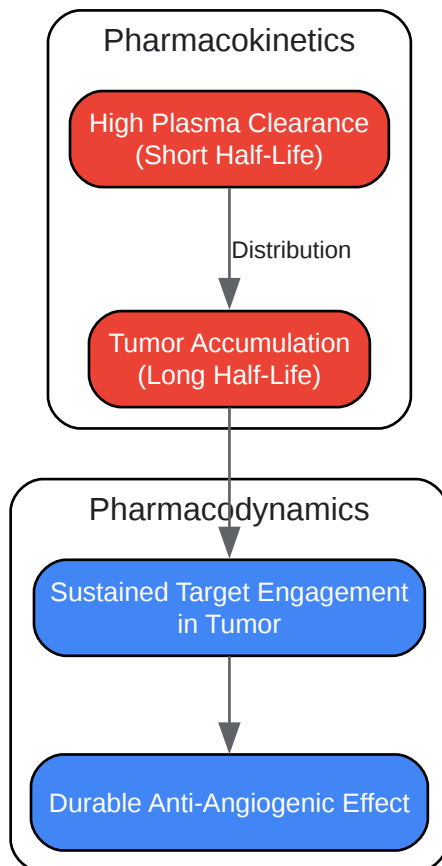 Pharmacokinetics
High Plasma Clearance
(Short Half-Life)
Distribution
Tumor Accumulation
(Long Half-Life)
Pharmacodynamics
Sustained Target Engagement
in Tumor
Durable Anti-Angiogenic Effect